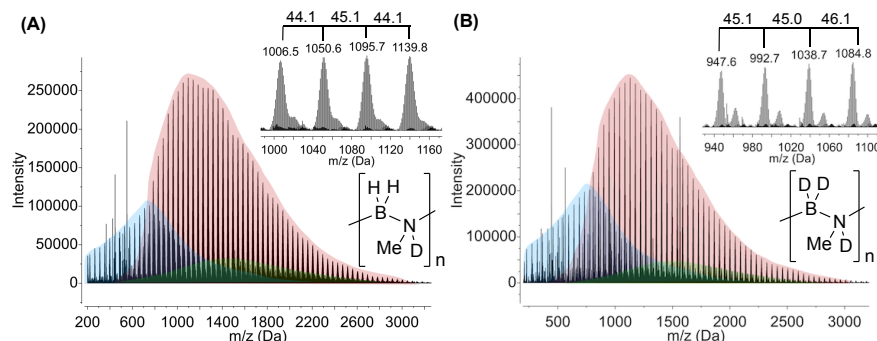 (A)
44.1 45.1 44.1
1006.5 1050.6 1095.7 1139.8
1000 1040 1080 1120 1160
m/z (Da)
Intensity
250000
200000
150000
100000
50000
0
H H
B
N
Me D
n
200 600 1000 1400 1800 2200 2600 3000
m/z (Da)
(B)
45.1 45.0 46.1
947.6 992.7 1038.7 1084.8
940 980 1020 1060 1100
m/z (Da)
Intensity
400000
300000
200000
100000
0
D D
B
N
Me D
n
500 1000 1500 2000 2500 3000
m/z (Da)